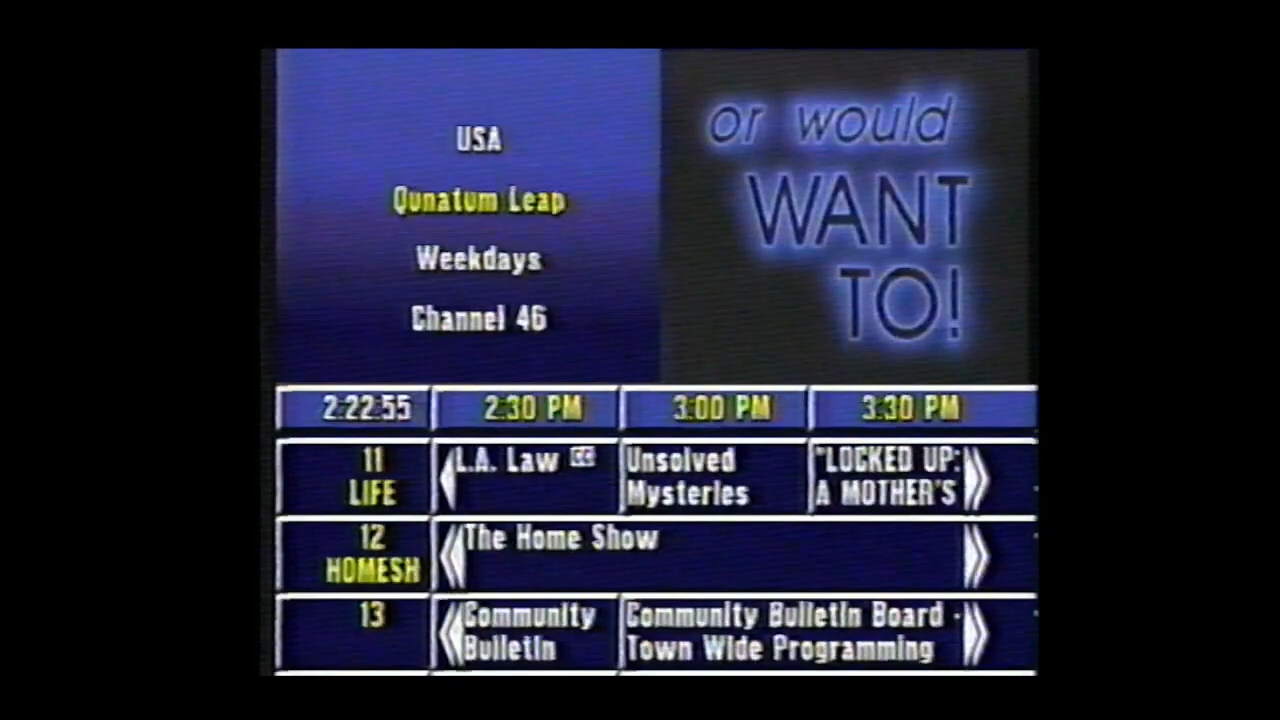 USA
Qunatum Leap
Weekdays
Channel 46
or would
WANT
TO!
2:22:55 2:30 PM 3:00 PM 3:30 PM
11
LIFE
L.A. Law CC
Unsolved
Mysteries
"LOCKED UP:
A MOTHER'S
12
HOMESH
The Home Show
13
Community
Bulletin
Community Bulletin Board -
Town Wide Programming